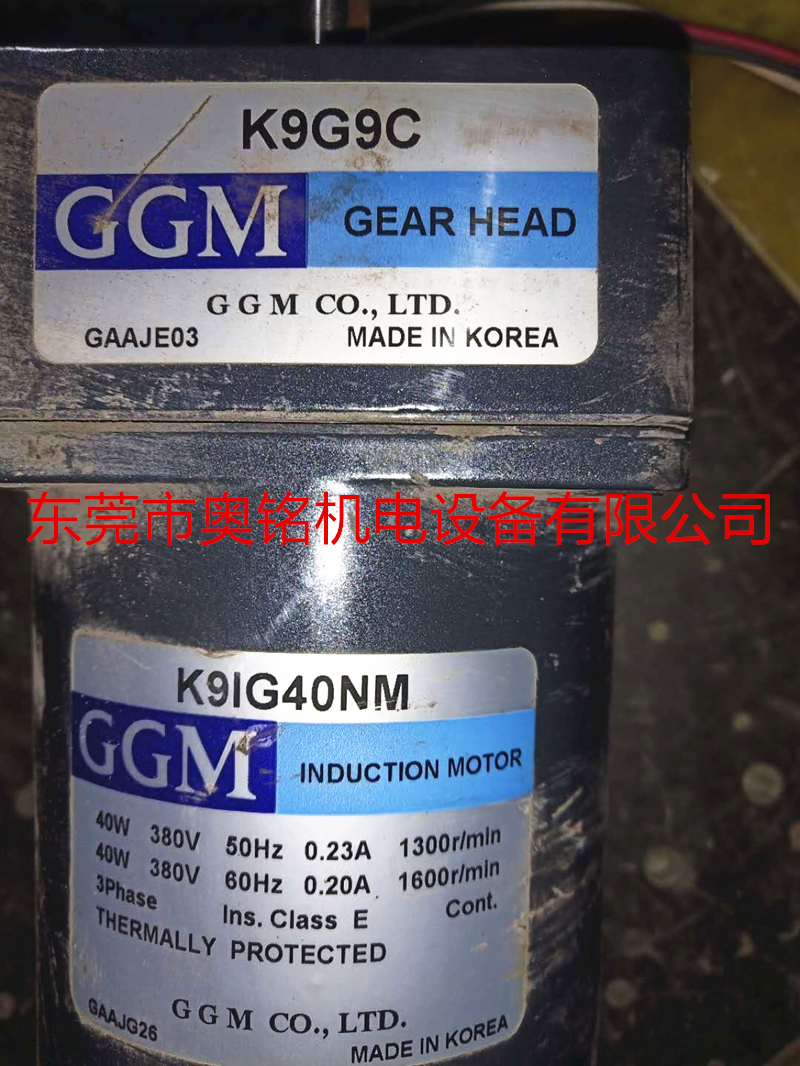 K9G9C
GGM GEAR HEAD
GGM CO., LTD.
GAAJE03 MADE IN KOREA
东莞市奥铭机电设备有限公司
K9IG40NM
GGM INDUCTION MOTOR
40W 380V 50Hz 0.23A 1300r/min
40W 380V 60Hz 0.20A 1600r/min
3Phase Ins. Class E Cont.
THERMALLY PROTECTED
GGM CO., LTD.
GAAJG26 MADE IN KOREA